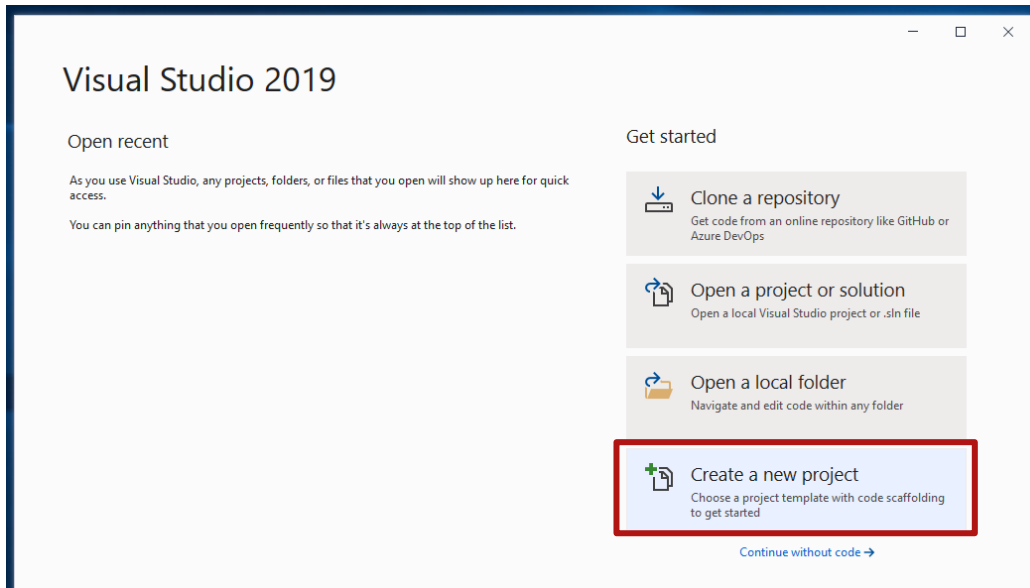 Visual Studio 2019
Open recent
As you use Visual Studio, any projects, folders, or files that you open will show up here for quick
access.
You can pin anything that you open frequently so that it's always at the top of the list.
Get started
Clone a repository
Get code from an online repository like GitHub or
Azure DevOps
Open a project or solution
Open a local Visual Studio project or .sln file
Open a local folder
Navigate and edit code within any folder
Create a new project
Choose a project template with code scaffolding
to get started
Continue without code →